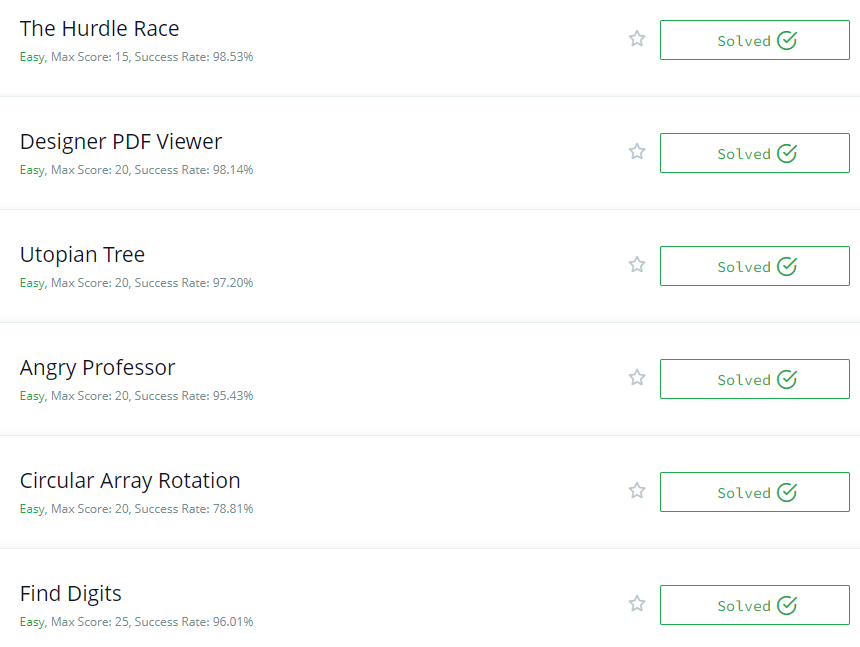 The Hurdle Race
Solved
Easy, Max Score: 15, Success Rate: 98.53%
Designer PDF Viewer
Solved
Easy, Max Score: 20, Success Rate: 98.14%
Utopian Tree
Solved
Easy, Max Score: 20, Success Rate: 97.20%
Angry Professor
Solved
Easy, Max Score: 20, Success Rate: 95.43%
Circular Array Rotation
Solved
Easy, Max Score: 20, Success Rate: 78.81%
Find Digits
Solved
Easy, Max Score: 25, Success Rate: 96.01%